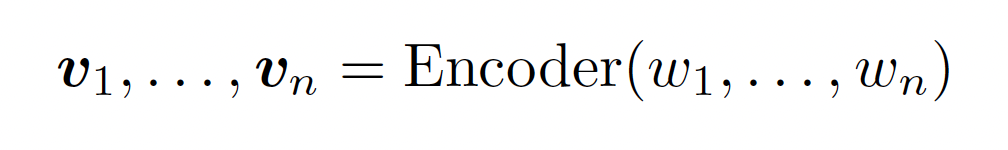 𝒗₁, . . . , 𝒗ₙ = Encoder(w₁, . . . , wₙ)